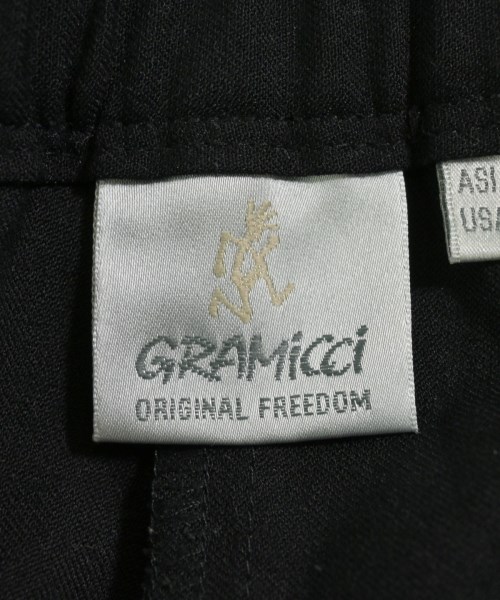 GRAMiCCi
ORIGINAL FREEDOM
ASI
USA